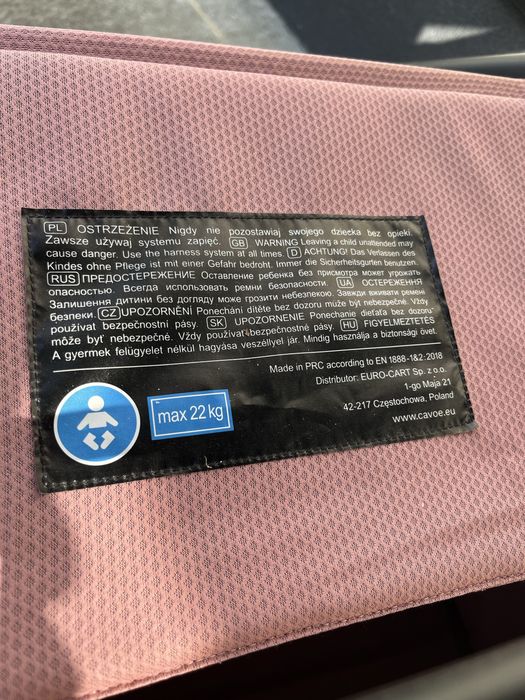 PL OSTRZEŻENIE Nigdy nie pozostawiaj swojego dziecka bez opieki.
Zawsze używaj systemu zapięć. GB WARNING Leaving a child unattended may
cause danger. Use the harness system at all times. D ACHTUNG! Das Verlassen des
Kindes ohne Pflege ist mit einer Gefahr bedroht. Immer die Sicherheitsgurten benutzen.
RUS ПРЕДОСТЕРЕЖЕНИЕ Оставление ребенка без присмотра может угрожать
опасностью. Всегда использовать ремни безопасности. UA ОСТЕРЕЖЕННЯ
Залишення дитини без догляду може грозити небезпекою. Завжди вживати ремені
безпеки. CZ UPOZORNĚNÍ Ponechání dítěte bez dozoru může být nebezpečné. Vždy
používat bezpečnostní pásy. SK UPOZORNENIE Ponechanie dieťaťa bez dozoru
môže byť nebezpečné. Vždy používať bezpečnostné pásy. HU FIGYELMEZTETÉS
A gyermek felügyelet nélkül hagyása veszéllyel jár. Mindig használja a biztonsági övet.
Made in PRC according to EN 1888-1&2:2018
Distributor: EURO-CART Sp. z o.o.
1-go Maja 21
42-217 Częstochowa, Poland
www.cavoe.eu
max 22 kg